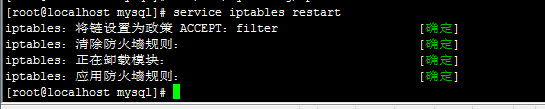 [root@localhost mysql]# service iptables restart
iptables: 将链设置为政策 ACCEPT: filter [确定]
iptables: 清除防火墙规则: [确定]
iptables: 正在卸载模块: [确定]
iptables: 应用防火墙规则: [确定]
[root@localhost mysql]#